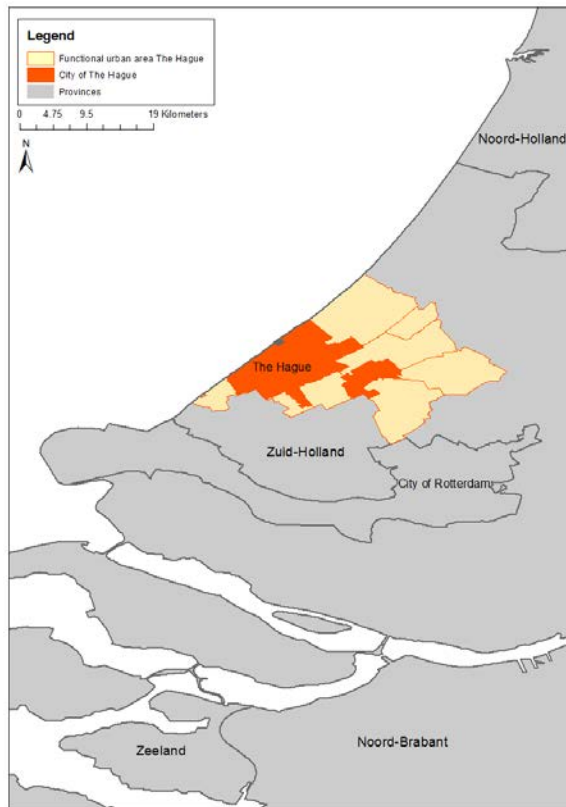 Legend
Functional urban area The Hague
City of The Hague
Provinces
0 4.75 9.5 19 Kilometers
N
Noord-Holland
The Hague
Zuid-Holland
City of Rotterdam
Zeeland
Noord-Brabant